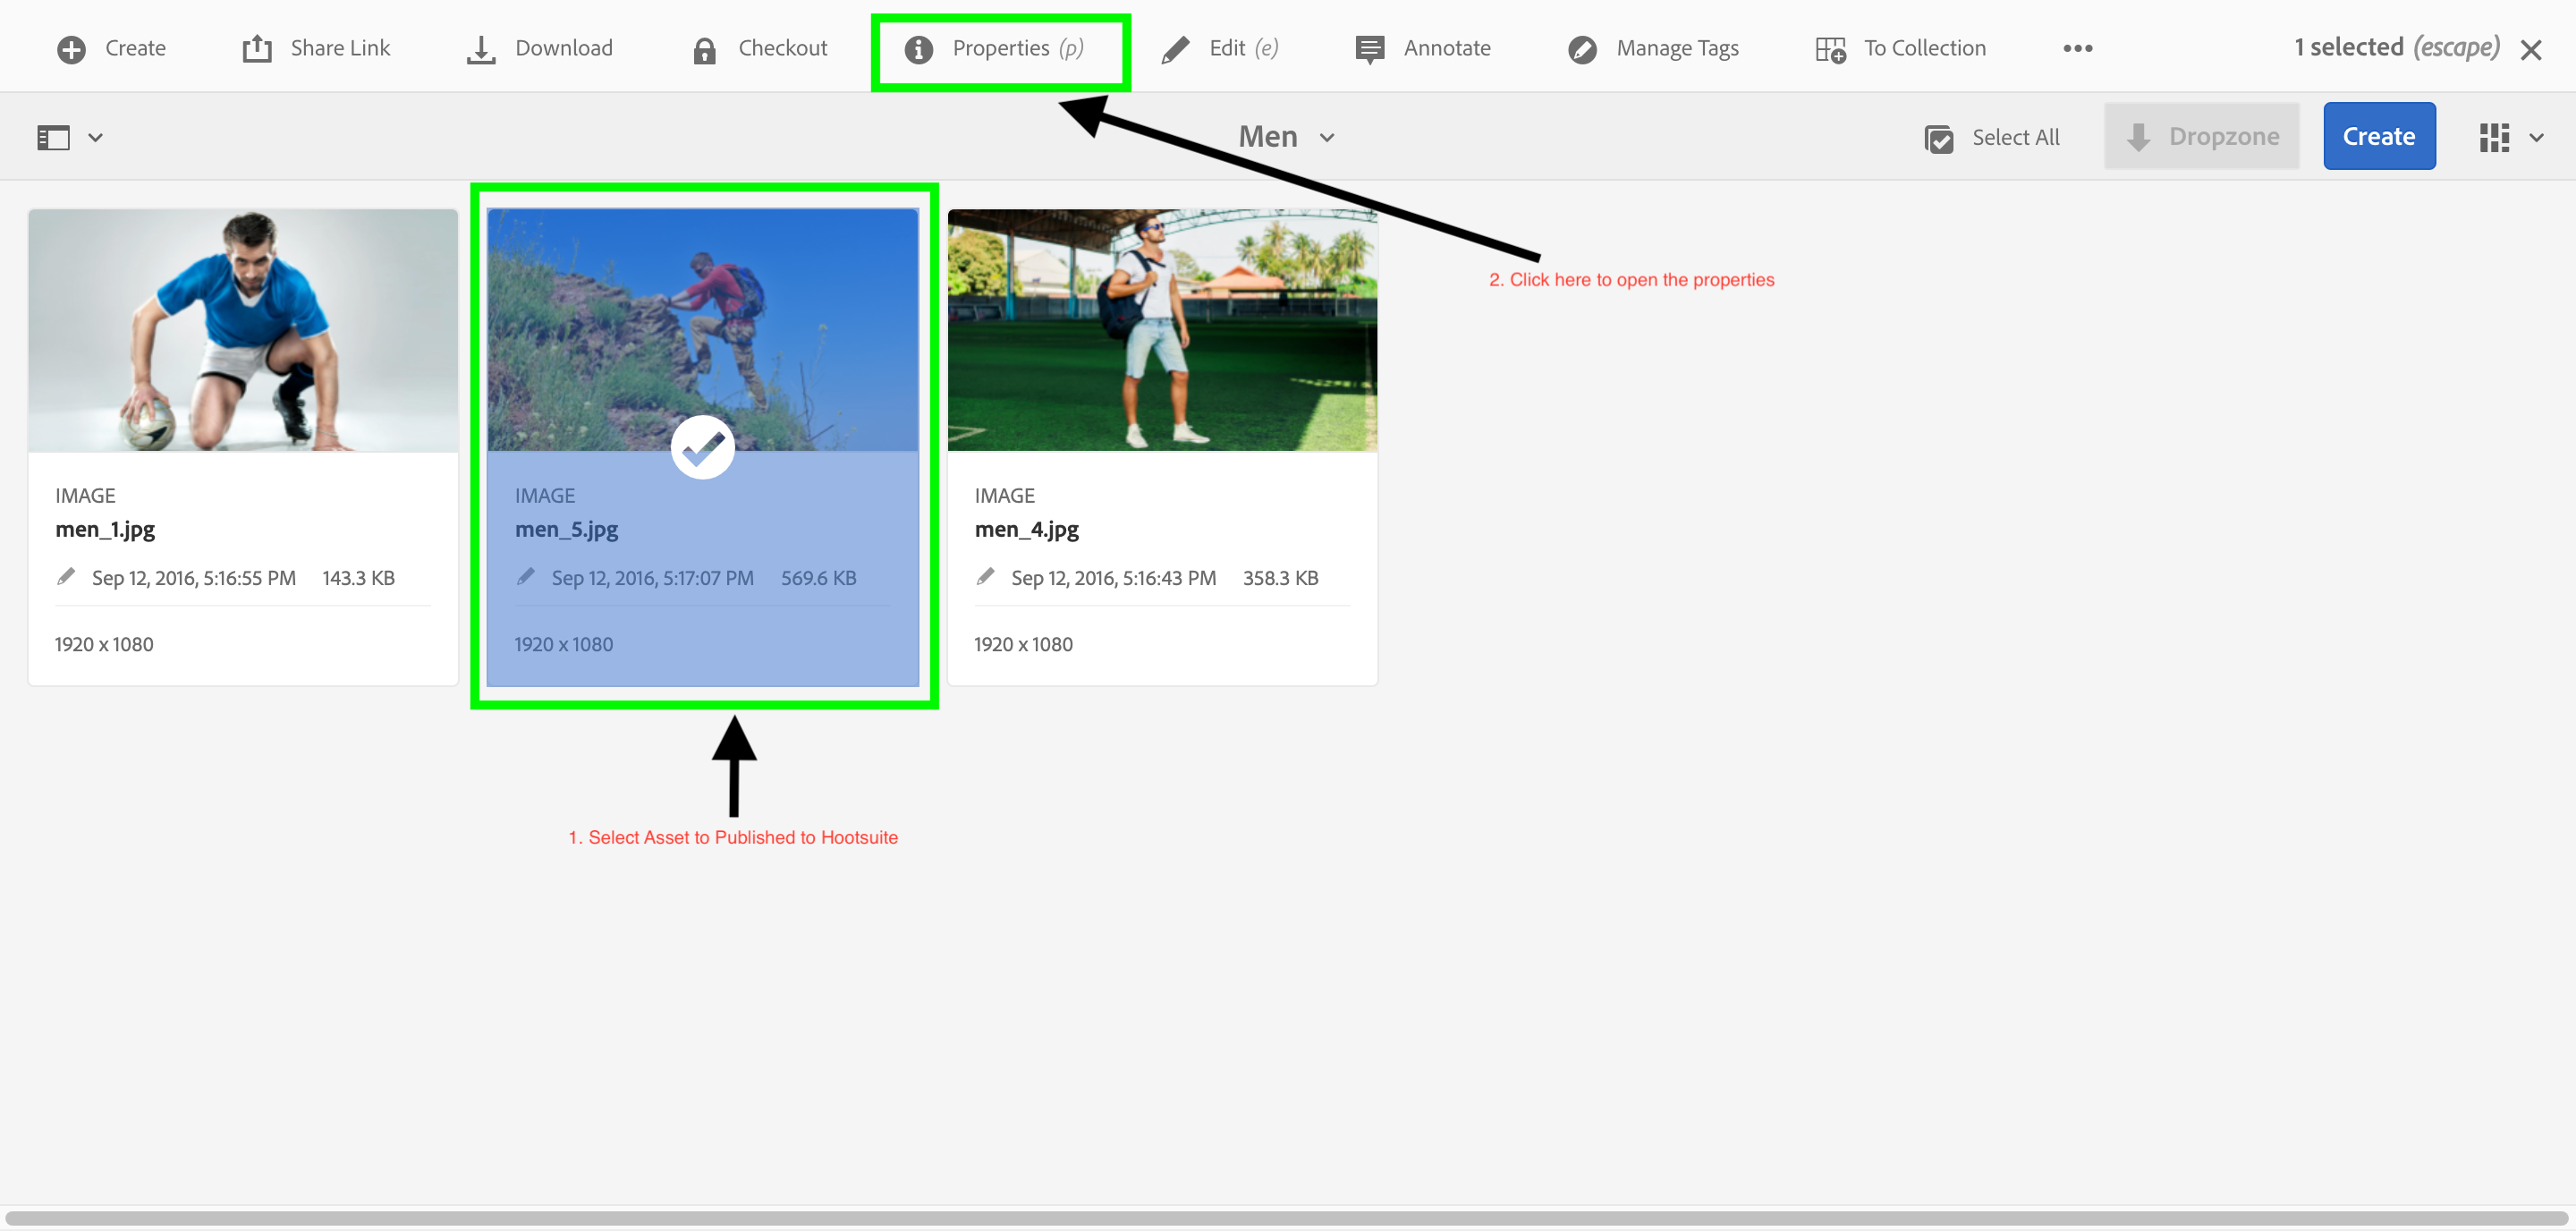 Create Share Link Download Checkout Properties (p) Edit (e) Annotate Manage Tags To Collection 1 selected (escape)
Men Select All Dropzone Create
2. Click here to open the properties
IMAGE
men_1.jpg
Sep 12, 2016, 5:16:55 PM 143.3 KB
1920 x 1080
IMAGE
men_5.jpg
Sep 12, 2016, 5:17:07 PM 569.6 KB
1920 x 1080
IMAGE
men_4.jpg
Sep 12, 2016, 5:16:43 PM 358.3 KB
1920 x 1080
1. Select Asset to Published to Hootsuite